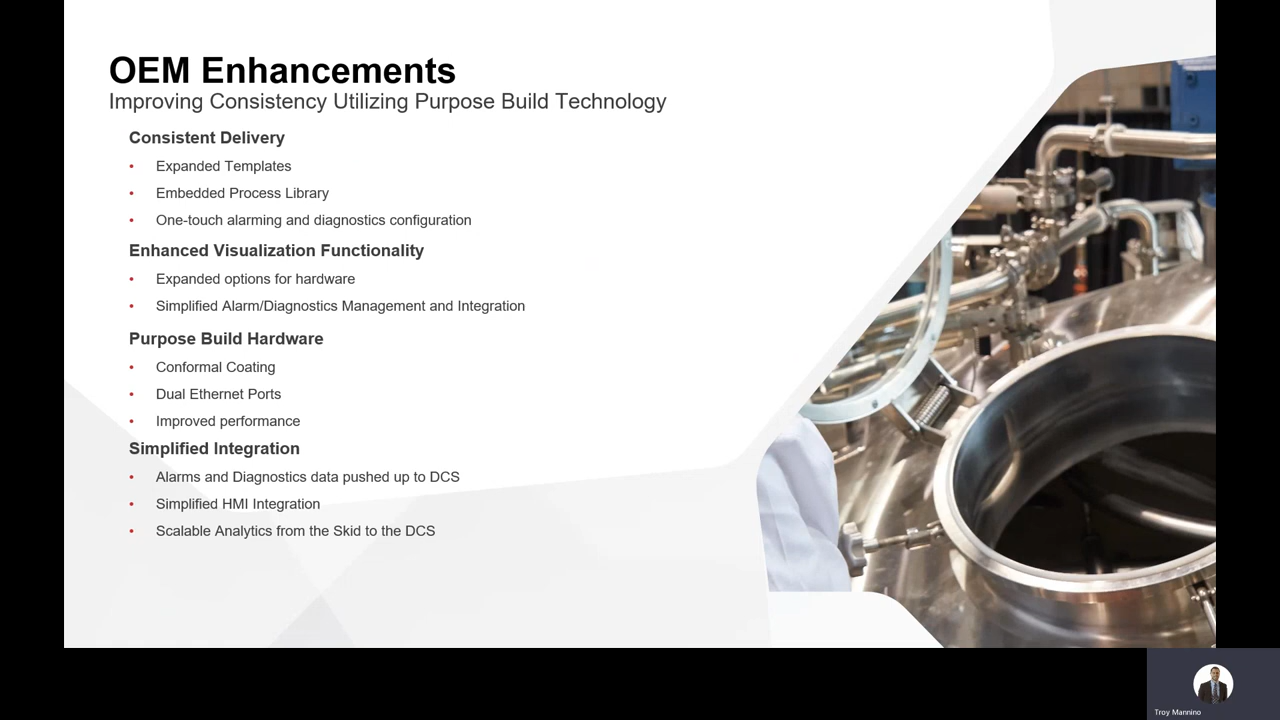 OEM Enhancements
Improving Consistency Utilizing Purpose Build Technology
Consistent Delivery
• Expanded Templates
• Embedded Process Library
• One-touch alarming and diagnostics configuration
Enhanced Visualization Functionality
• Expanded options for hardware
• Simplified Alarm/Diagnostics Management and Integration
Purpose Build Hardware
• Conformal Coating
• Dual Ethernet Ports
• Improved performance
Simplified Integration
• Alarms and Diagnostics data pushed up to DCS
• Simplified HMI Integration
• Scalable Analytics from the Skid to the DCS
Troy Mannino